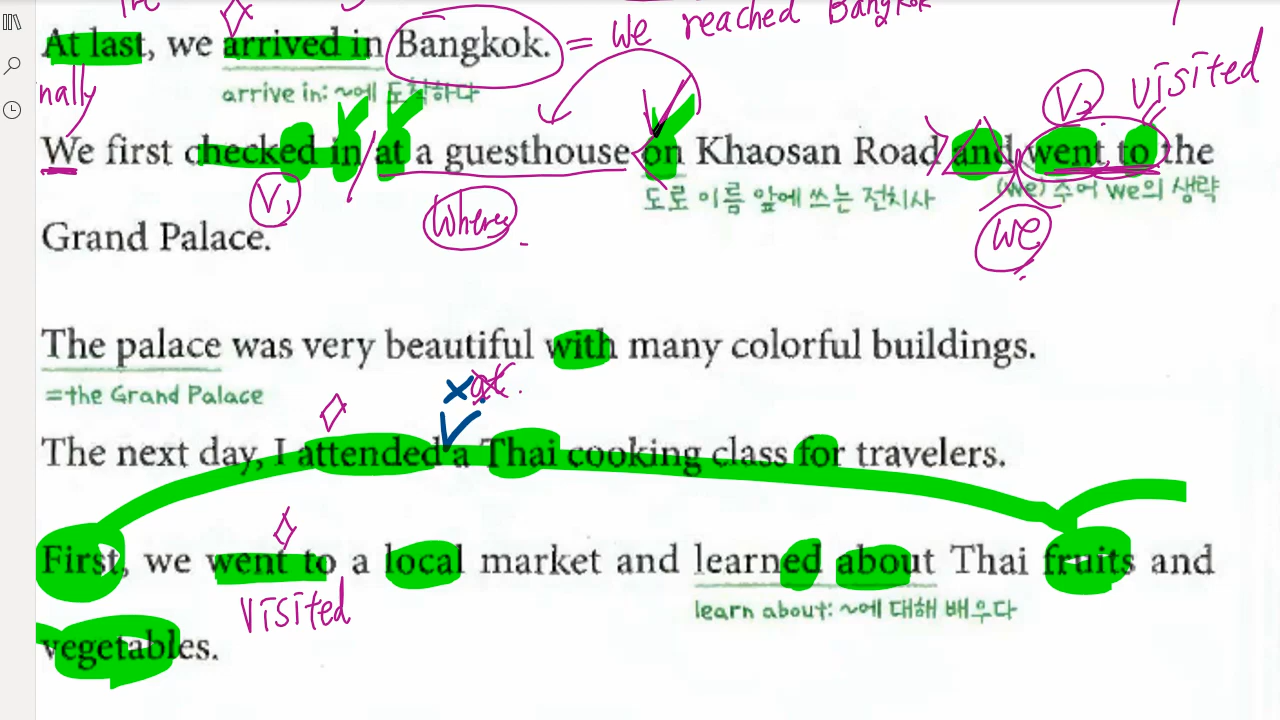 we reached Bangkok
At last, we arrived in Bangkok. =
nally arrive in: ~에 도착하다
V2 visited
We first checked in at a guesthouse on Khaosan Road and went to the
V1 where 도로 이름 앞에 쓰는 전치사 (we) 주어 we의 생략
we
Grand Palace.
The palace was very beautiful with many colorful buildings.
=the Grand Palace
x at
The next day, I attended a Thai cooking class for travelers.
First, we went to a local market and learned about Thai fruits and
visited learn about: ~에 대해 배우다
vegetables.